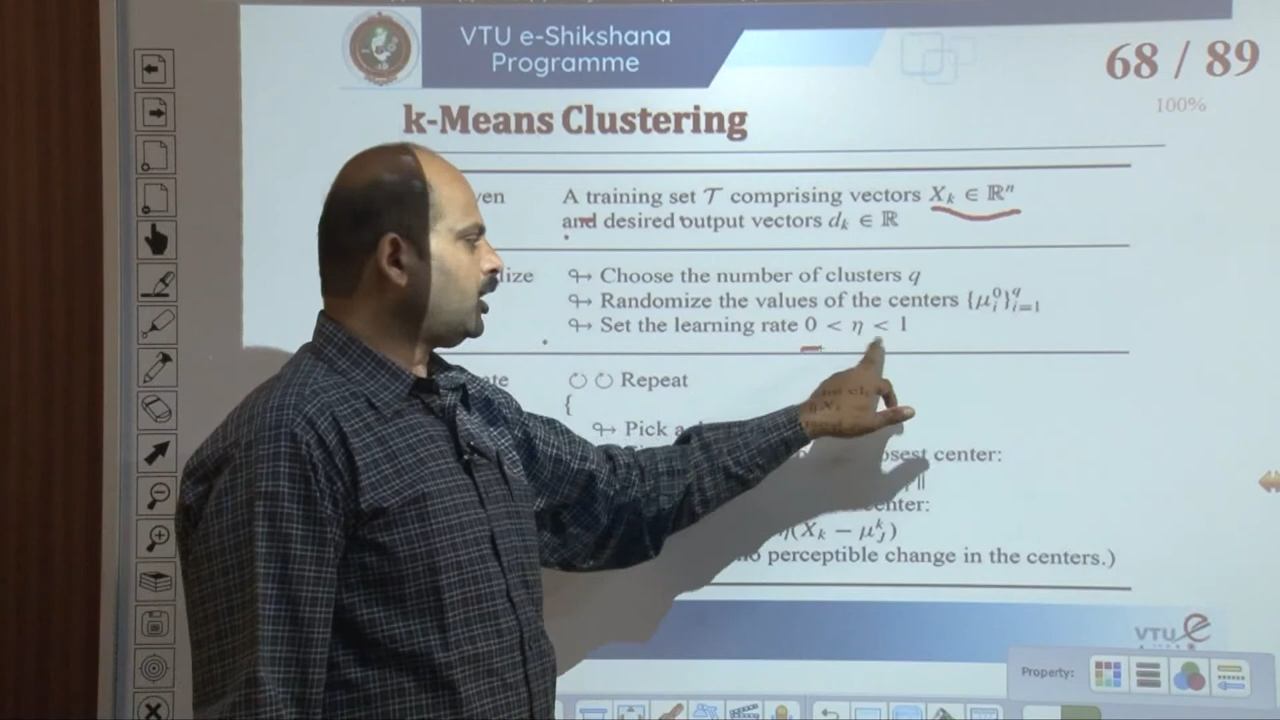 VTU e-Shikshana
Programme
68 / 89
100%
k-Means Clustering
A training set 𝒯 comprising vectors X_k ∈ ℝⁿ
and desired output vectors d_k ∈ ℝ
↬ Choose the number of clusters q
↬ Randomize the values of the centers {μ_i^0}_{i=1}^q
↬ Set the learning rate 0 < η < 1
↻ ↻ Repeat
{
↬ Pick
center:
(X_k − μ_J^k)
perceptible change in the centers.)
VTU e
Property: